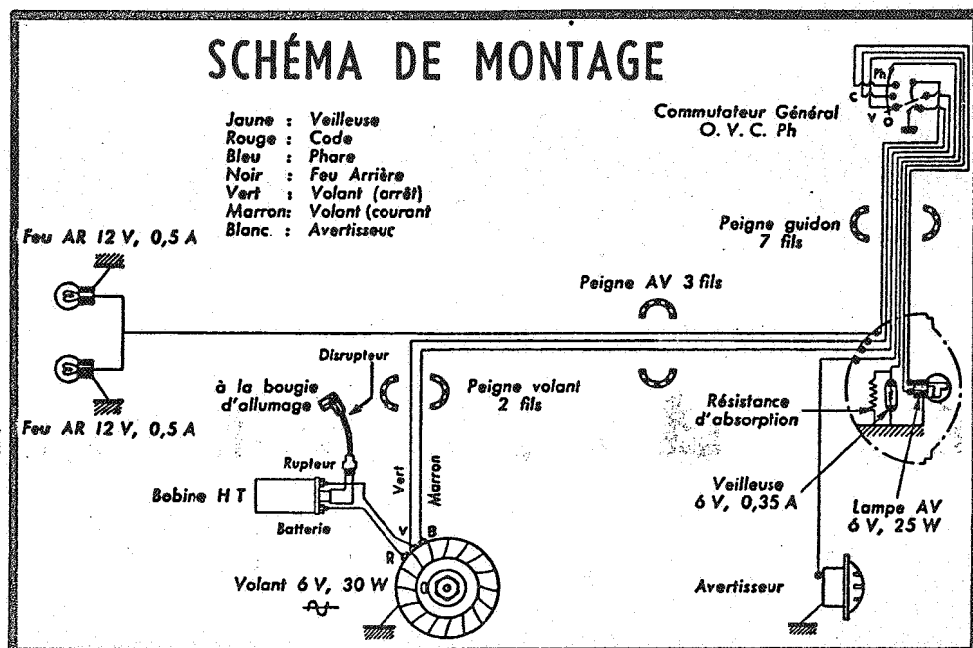 SCHÉMA DE MONTAGE
Jaune : Veilleuse
Rouge : Code
Bleu : Phare
Noir : Feu Arrière
Vert : Volant (arrêt)
Marron: Volant (courant
Blanc. : Avertisseur
Ph
C
V
O
Commutateur Général
O. V. C. Ph
Peigne guidon
7 fils
Feu AR 12 V, 0,5 A
Peigne AV 3 fils
Disrupteur
à la bougie
d'allumage
Peigne volant
2 fils
Feu AR 12 V, 0,5 A
Résistance
d'absorption
Rupteur
Vert
Marron
Bobine H T
Batterie
Veilleuse
6 V, 0,35 A
Lampe AV
6 V, 25 W
V
B
R
Volant 6 V, 30 W
Avertisseur